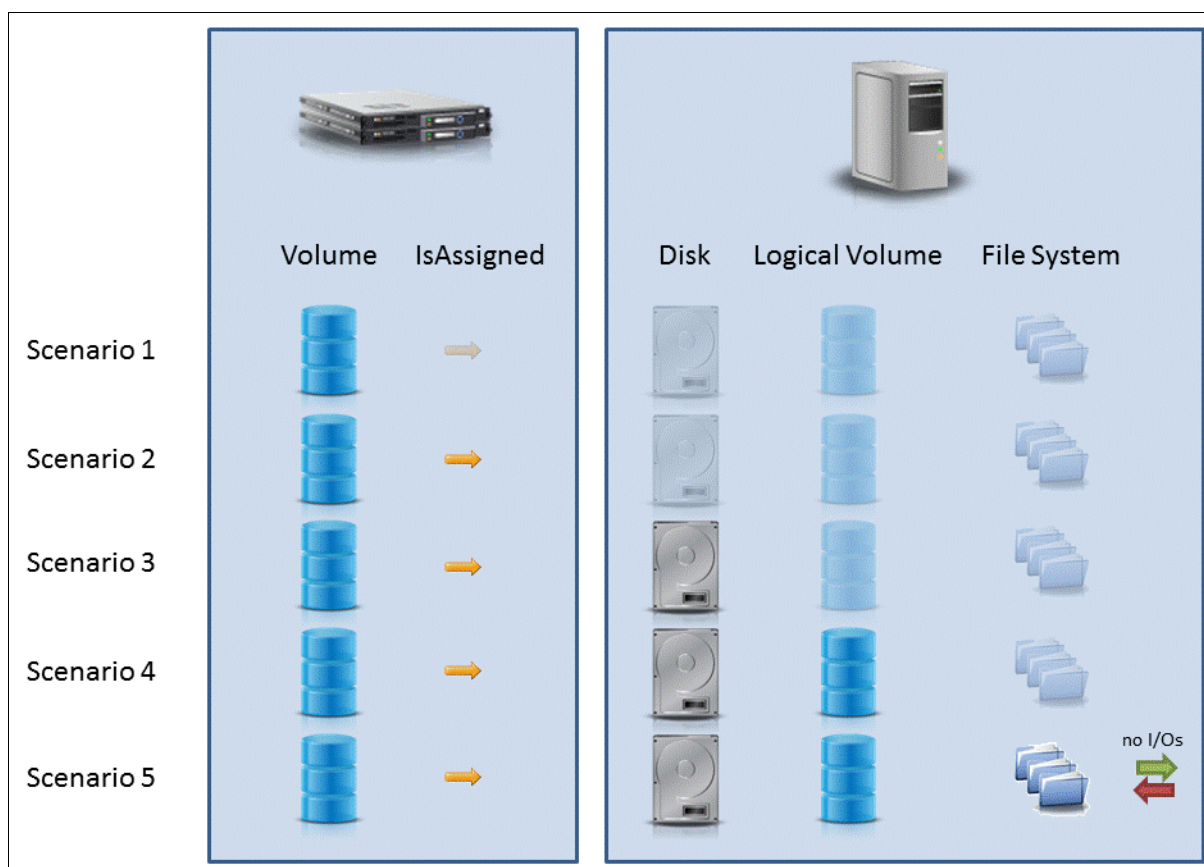 Volume IsAssigned Disk Logical Volume File System
Scenario 1
Scenario 2
Scenario 3
Scenario 4
no I/Os
Scenario 5